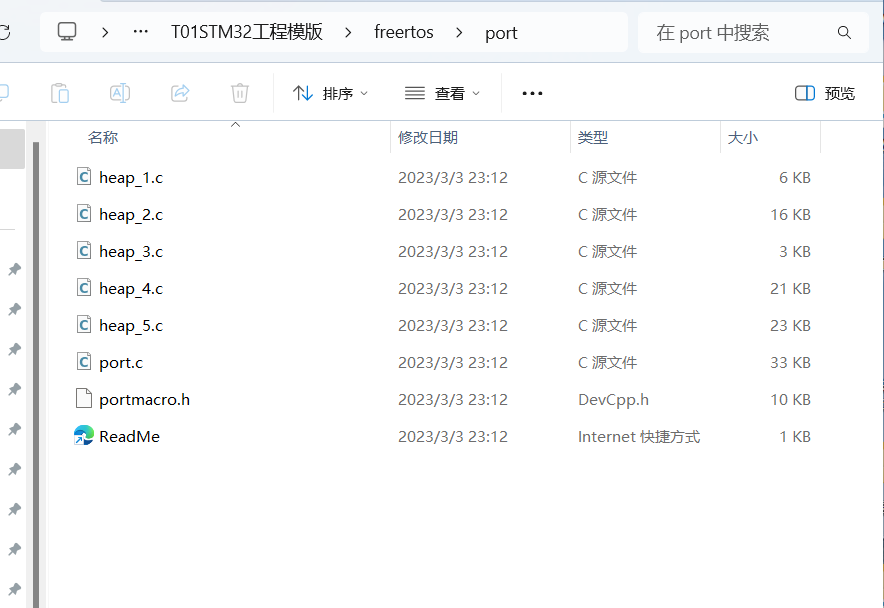 ··· T01STM32工程模版 freertos port 在 port 中搜索
排序 查看 ··· 预览
名称 修改日期 类型 大小
heap_1.c 2023/3/3 23:12 C 源文件 6 KB
heap_2.c 2023/3/3 23:12 C 源文件 16 KB
heap_3.c 2023/3/3 23:12 C 源文件 3 KB
heap_4.c 2023/3/3 23:12 C 源文件 21 KB
heap_5.c 2023/3/3 23:12 C 源文件 23 KB
port.c 2023/3/3 23:12 C 源文件 33 KB
portmacro.h 2023/3/3 23:12 DevCpp.h 10 KB
ReadMe 2023/3/3 23:12 Internet 快捷方式 1 KB